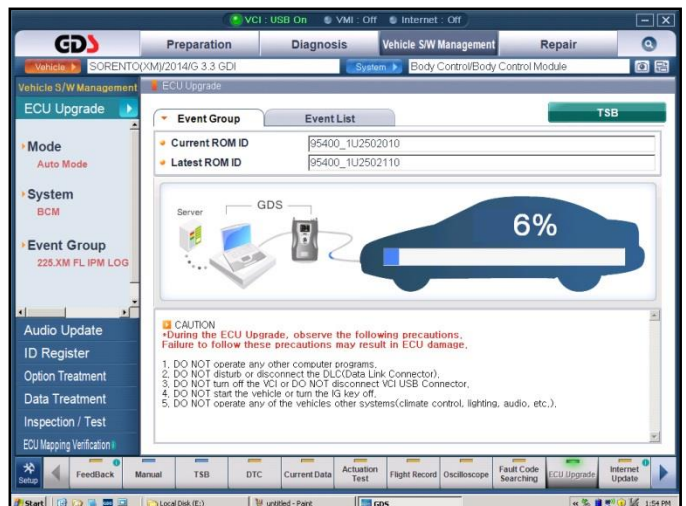 VCI : USB On VMI : Off Internet : Off
GDS Preparation Diagnosis Vehicle S/W Management Repair
Vehicle SORENTO(XM)/2014/G 3.3 GDI System Body Control/Body Control Module
Vehicle S/W Management
ECU Upgrade
ECU Upgrade
Mode
Auto Mode
System
BCM
Event Group
225.XM FL IPM LOG
Audio Update
ID Register
Option Treatment
Data Treatment
Inspection / Test
ECU Mapping Verification
Event Group Event List TSB
Current ROM ID 95400_1U2502010
Latest ROM ID 95400_1U2502110
Server GDS
6%
CAUTION
*During the ECU Upgrade, observe the following precautions,
Failure to follow these precautions may result in ECU damage,
1, DO NOT operate any other computer programs,
2, DO NOT disturb or disconnect the DLC(Data Link Connector),
3, DO NOT turn off the VCI or DO NOT disconnect VCI USB Connector,
4, DO NOT start the vehicle or turn the IG key off,
5, DO NOT operate any of the vehicles other systems(climate control, lighting, audio, etc,),
Setup FeedBack Manual TSB DTC Current Data Actuation Test Flight Record Oscilloscope Fault Code Searching ECU Upgrade Internet Update
Start Local Disk (E:) untitled - Paint GDS 1:54 PM